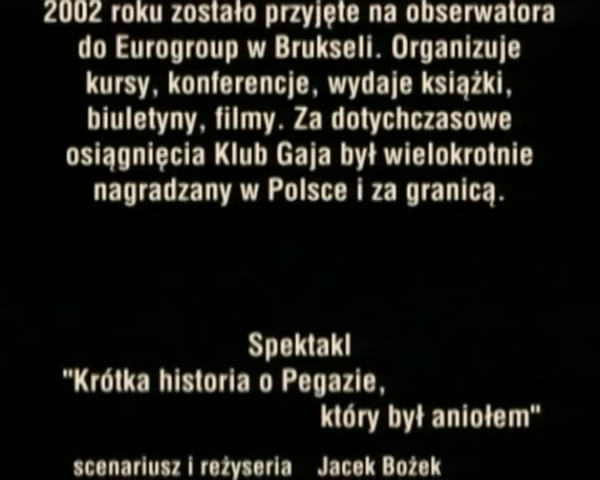 2002 roku zostało przyjęte na obserwatora
do Eurogroup w Brukseli. Organizuje
kursy, konferencje, wydaje książki,
biuletyny, filmy. Za dotychczasowe
osiągnięcia Klub Gaja był wielokrotnie
nagradzany w Polsce i za granicą.
Spektakl
"Krótka historia o Pegazie,
który był aniołem"
scenariusz i reżyseria Jacek Bożek